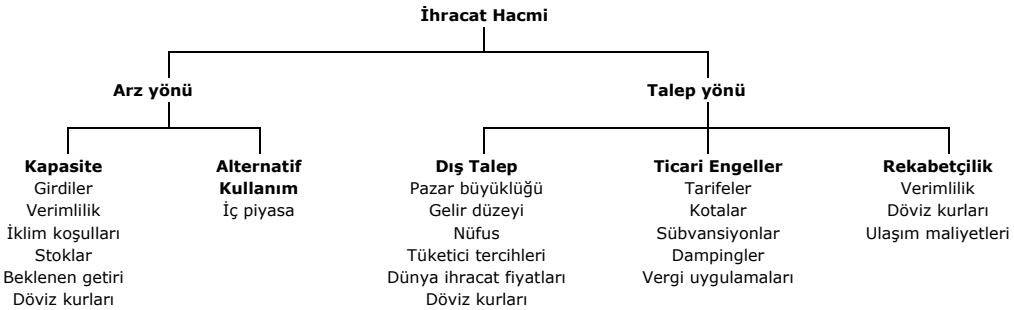 İhracat Hacmi
Arz yönü
Talep yönü
Kapasite
Girdiler
Verimlilik
İklim koşulları
Stoklar
Beklenen getiri
Döviz kurları
Alternatif
Kullanım
İç piyasa
Dış Talep
Pazar büyüklüğü
Gelir düzeyi
Nüfus
Tüketici tercihleri
Dünya ihracat fiyatları
Döviz kurları
Ticari Engeller
Tarifeler
Kotalar
Sübvansiyonlar
Dampingler
Vergi uygulamaları
Rekabetçilik
Verimlilik
Döviz kurları
Ulaşım maliyetleri